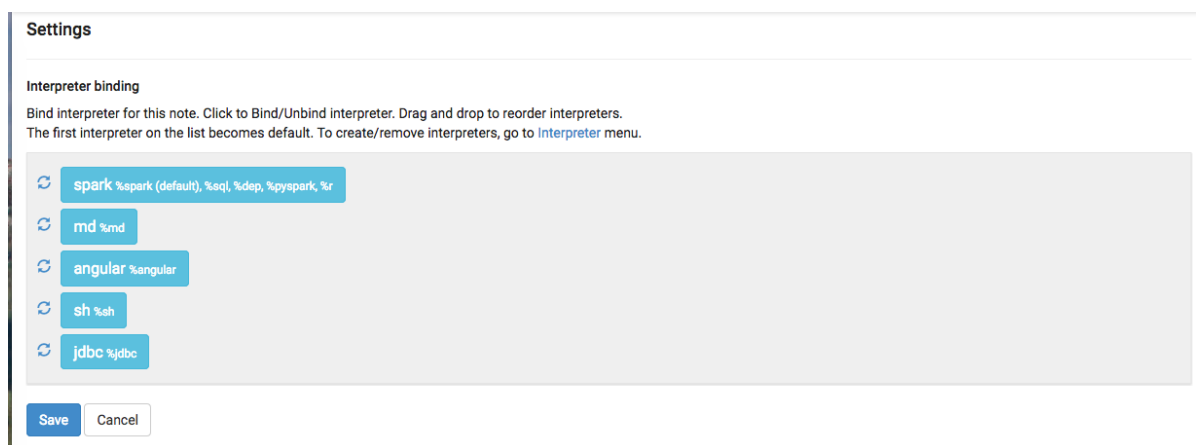 Settings
Interpreter binding
Bind interpreter for this note. Click to Bind/Unbind interpreter. Drag and drop to reorder interpreters.
The first interpreter on the list becomes default. To create/remove interpreters, go to Interpreter menu.
spark %spark (default), %sql, %dep, %pyspark, %r
md %md
angular %angular
sh %sh
jdbc %jdbc
Save Cancel